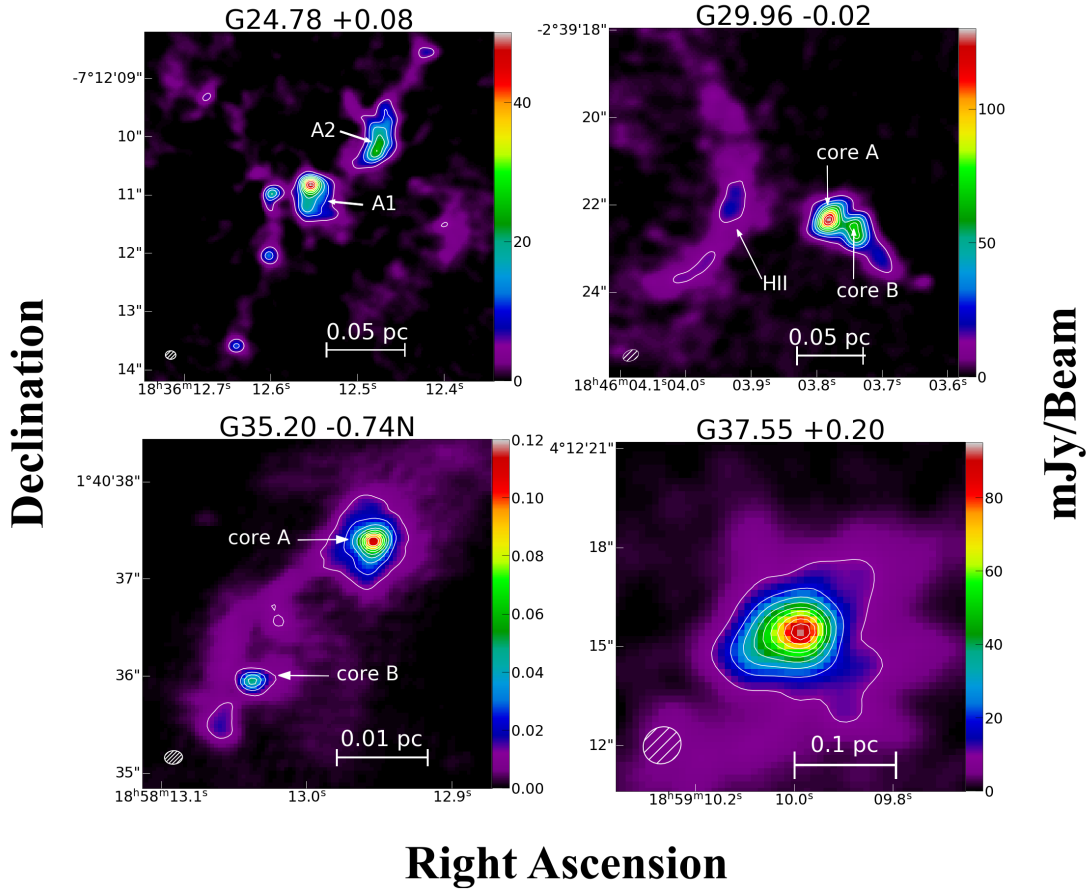 G24.78 +0.08
-7°12'09"
10"
11"
12"
13"
14"
A2
A1
0.05 pc
40
20
0
18ʰ36ᵐ12.7ˢ 12.6ˢ 12.5ˢ 12.4ˢ
G29.96 -0.02
-2°39'18"
20"
22"
24"
core A
HII
core B
0.05 pc
100
50
0
18ʰ46ᵐ04.1ˢ04.0ˢ 03.9ˢ 03.8ˢ 03.7ˢ 03.6ˢ
Declination
mJy/Beam
G35.20 -0.74N
1°40'38"
37"
36"
35"
core A
core B
0.01 pc
0.12
0.10
0.08
0.06
0.04
0.02
0.00
18ʰ58ᵐ13.1ˢ 13.0ˢ 12.9ˢ
G37.55 +0.20
4°12'21"
18"
15"
12"
0.1 pc
80
60
40
20
0
18ʰ59ᵐ10.2ˢ 10.0ˢ 09.8ˢ
Right Ascension